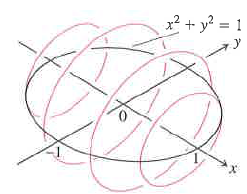 x² + y² = 1
y
0
-1
1
x